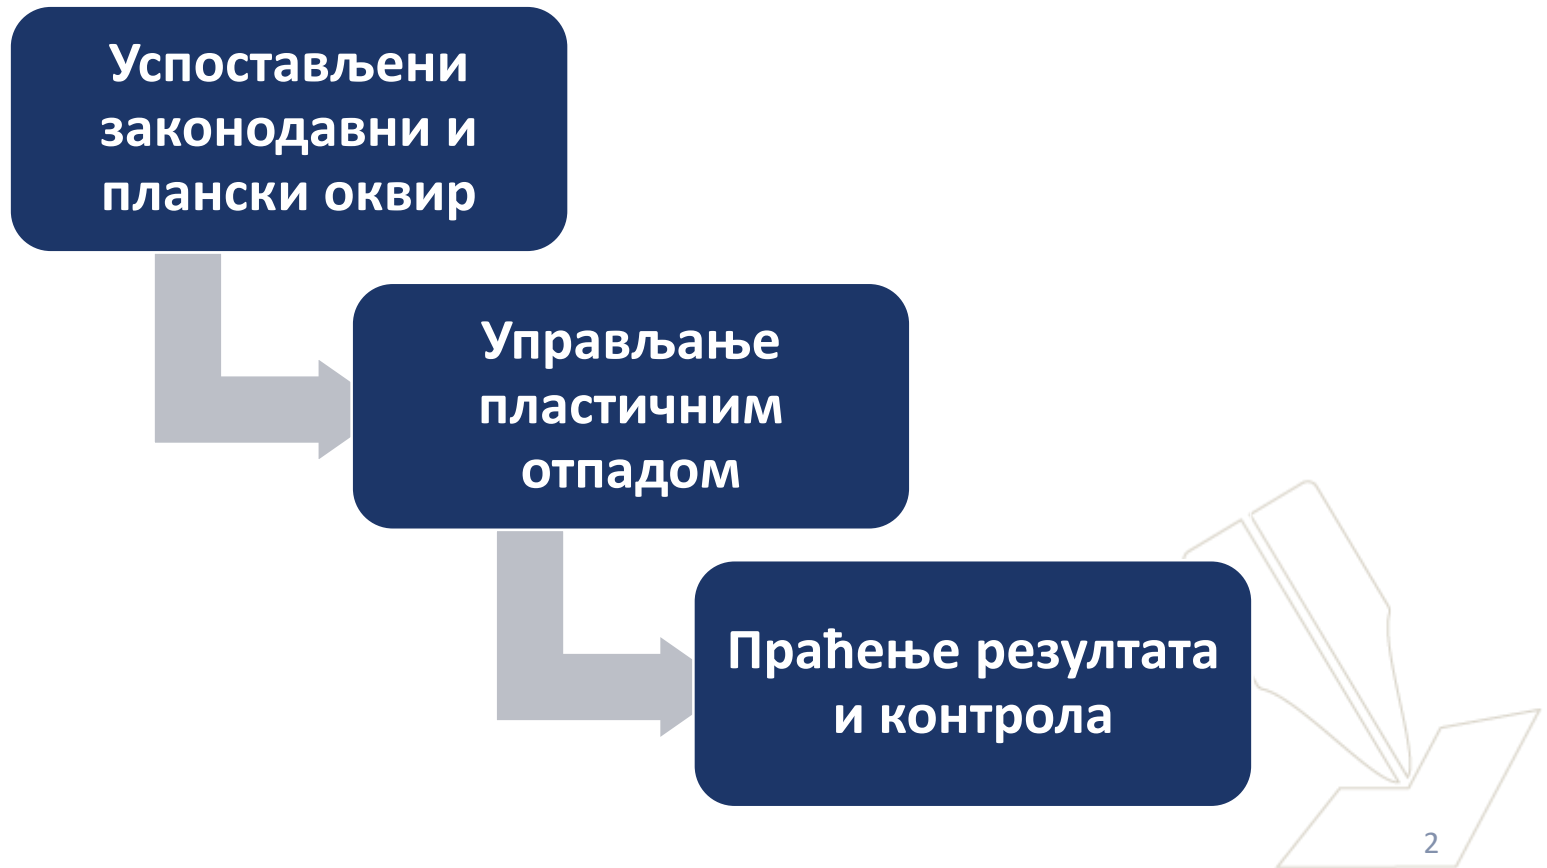 Успостављени
законодавни и
плански оквир
Управљање
пластичним
отпадом
Праћење резултата
и контрола
2